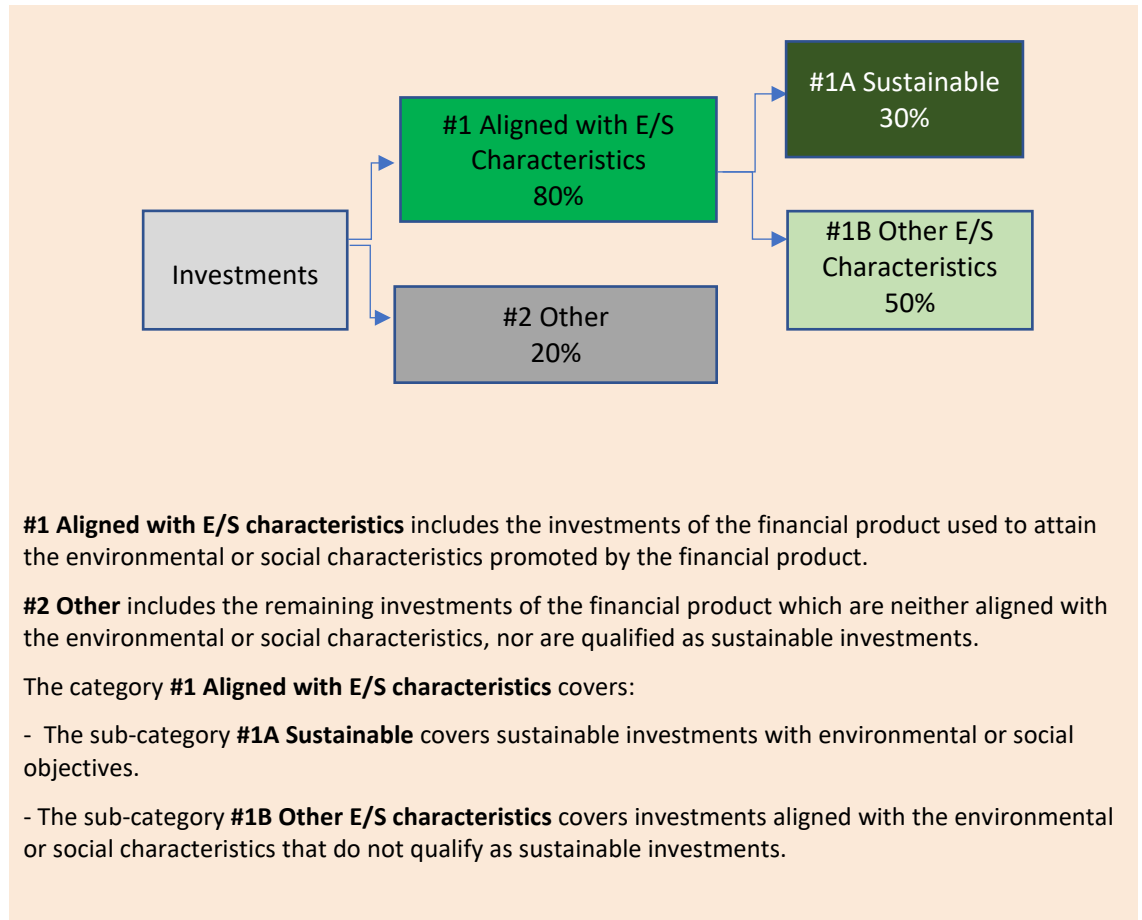 #1A Sustainable
30%
#1 Aligned with E/S
Characteristics
80%
#1B Other E/S
Characteristics
50%
Investments
#2 Other
20%
#1 Aligned with E/S characteristics includes the investments of the financial product used to attain
the environmental or social characteristics promoted by the financial product.
#2 Other includes the remaining investments of the financial product which are neither aligned with
the environmental or social characteristics, nor are qualified as sustainable investments.
The category #1 Aligned with E/S characteristics covers:
- The sub-category #1A Sustainable covers sustainable investments with environmental or social
objectives.
- The sub-category #1B Other E/S characteristics covers investments aligned with the environmental
or social characteristics that do not qualify as sustainable investments.